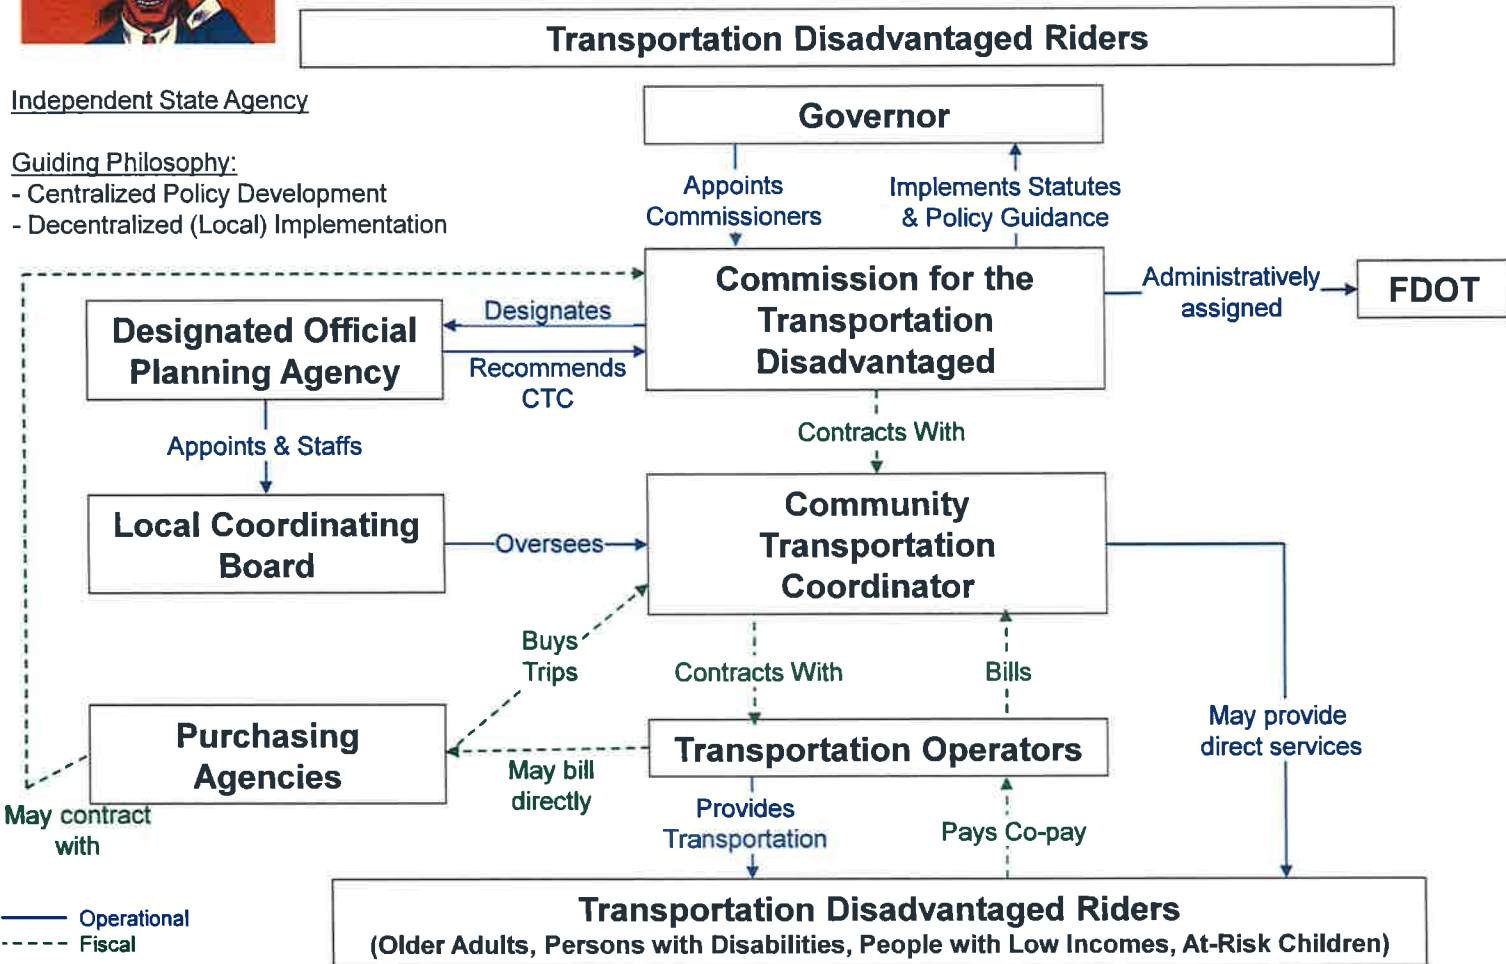 Transportation Disadvantaged Riders
Independent State Agency
Guiding Philosophy:
- Centralized Policy Development
- Decentralized (Local) Implementation
Governor
Appoints
Commissioners
Implements Statutes
& Policy Guidance
Commission for the
Transportation
Disadvantaged
Administratively
assigned
FDOT
Designated Official
Planning Agency
Designates
Recommends
CTC
Appoints & Staffs
Contracts With
Local Coordinating
Board
Oversees
Community
Transportation
Coordinator
Buys
Trips
Contracts With
Bills
May provide
direct services
Purchasing
Agencies
May bill
directly
Transportation Operators
May contract
with
Provides
Transportation
Pays Co-pay
Operational
Fiscal
Transportation Disadvantaged Riders
(Older Adults, Persons with Disabilities, People with Low Incomes, At-Risk Children)